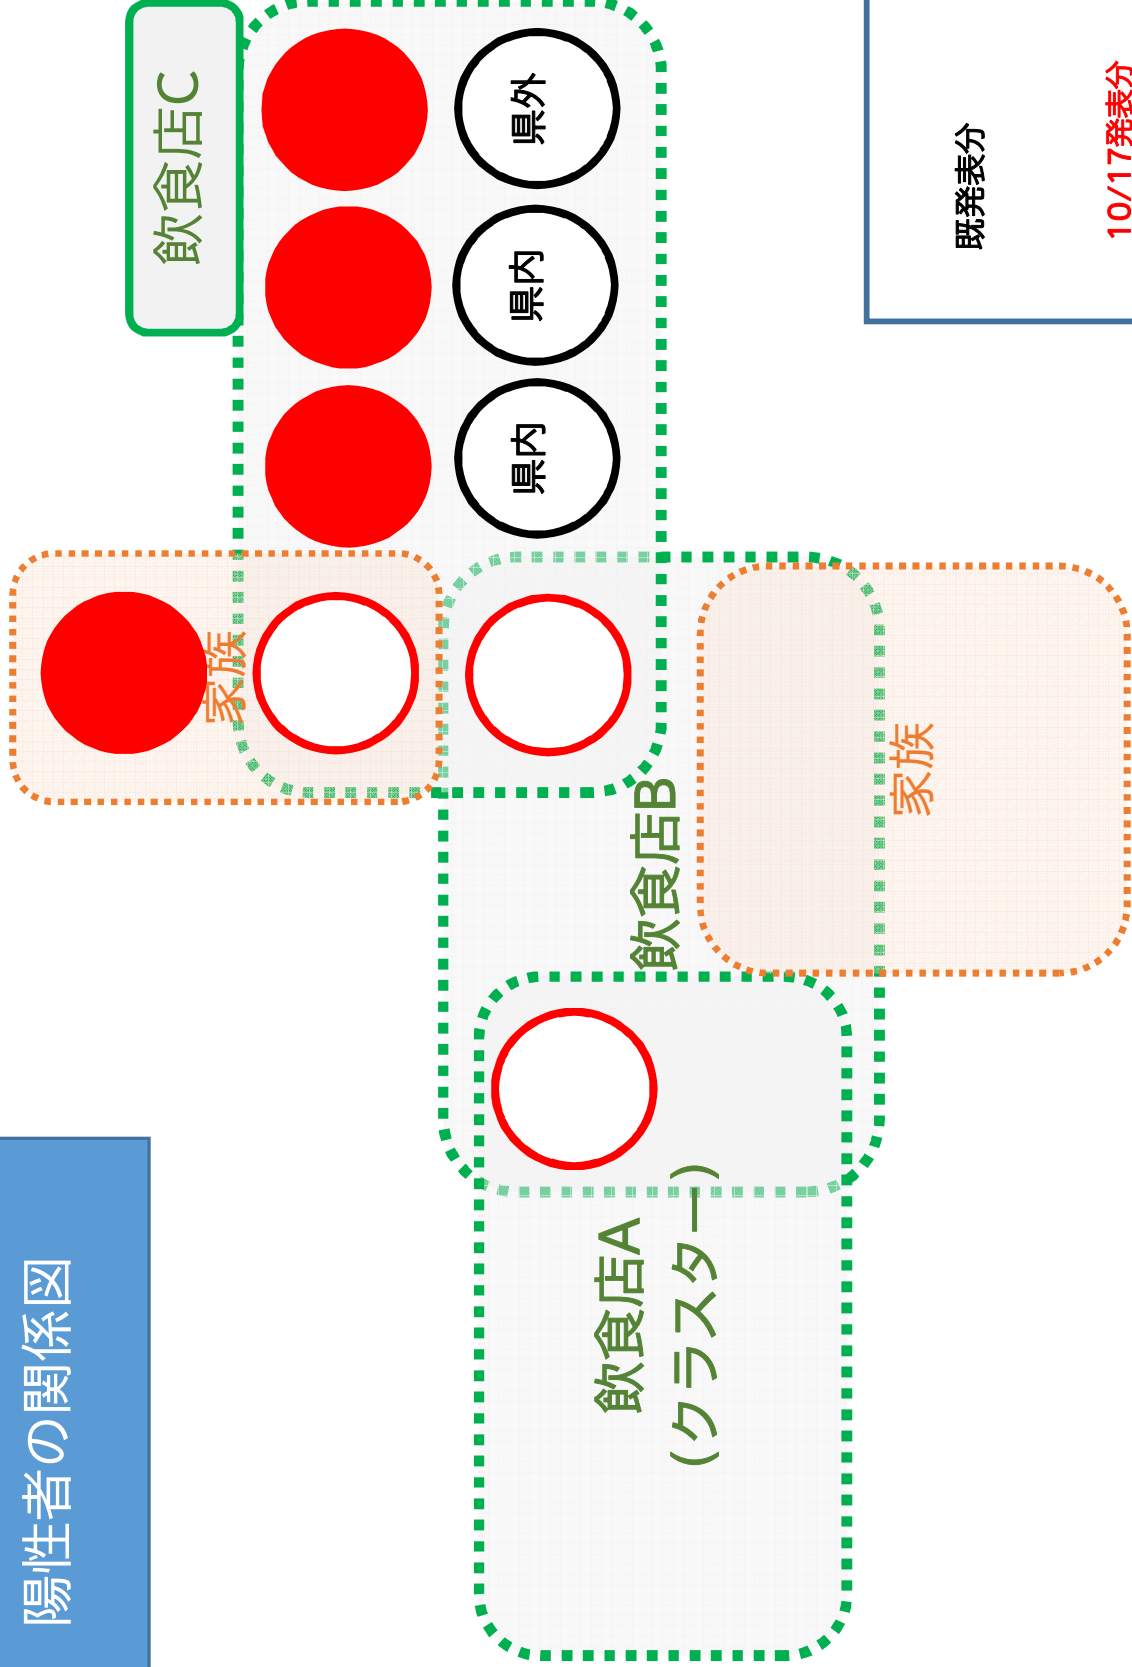 陽性者の関係図
飲食店A
(クラスター)
飲食店B
飲食店C
家族
家族
県内
県内
県外
既発表分
10/17発表分